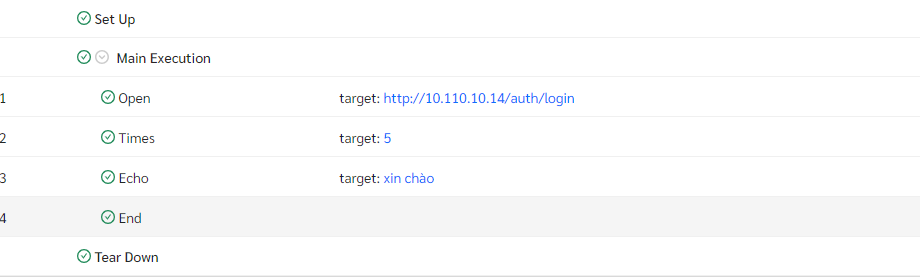 Set Up
Main Execution
1 Open target: http://10.110.10.14/auth/login
2 Times target: 5
3 Echo target: xin chào
4 End
Tear Down